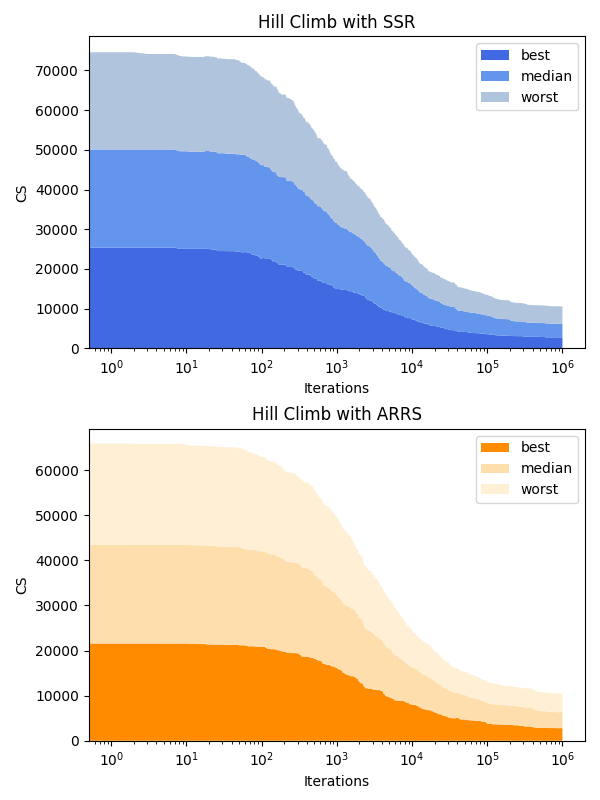 Hill Climb with SSR
best
median
worst
70000
60000
50000
40000
30000
20000
10000
0
CS
10^0 10^1 10^2 10^3 10^4 10^5 10^6
Iterations
Hill Climb with ARRS
best
median
worst
60000
50000
40000
30000
20000
10000
0
CS
10^0 10^1 10^2 10^3 10^4 10^5 10^6
Iterations